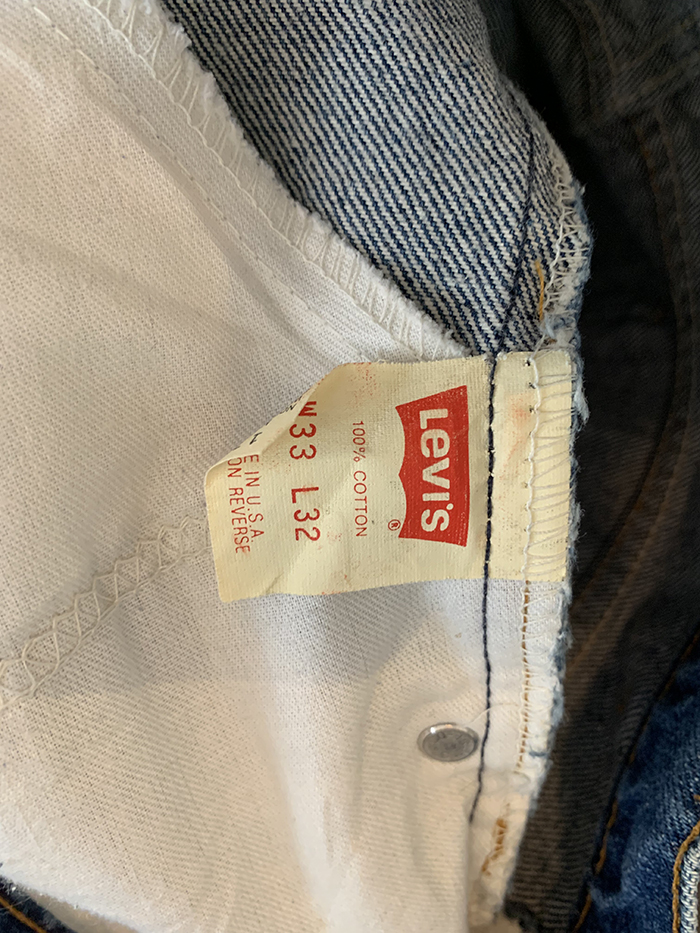 Levi's
®
100% COTTON
W33 L32
E IN U.S.A.
ON REVERSE